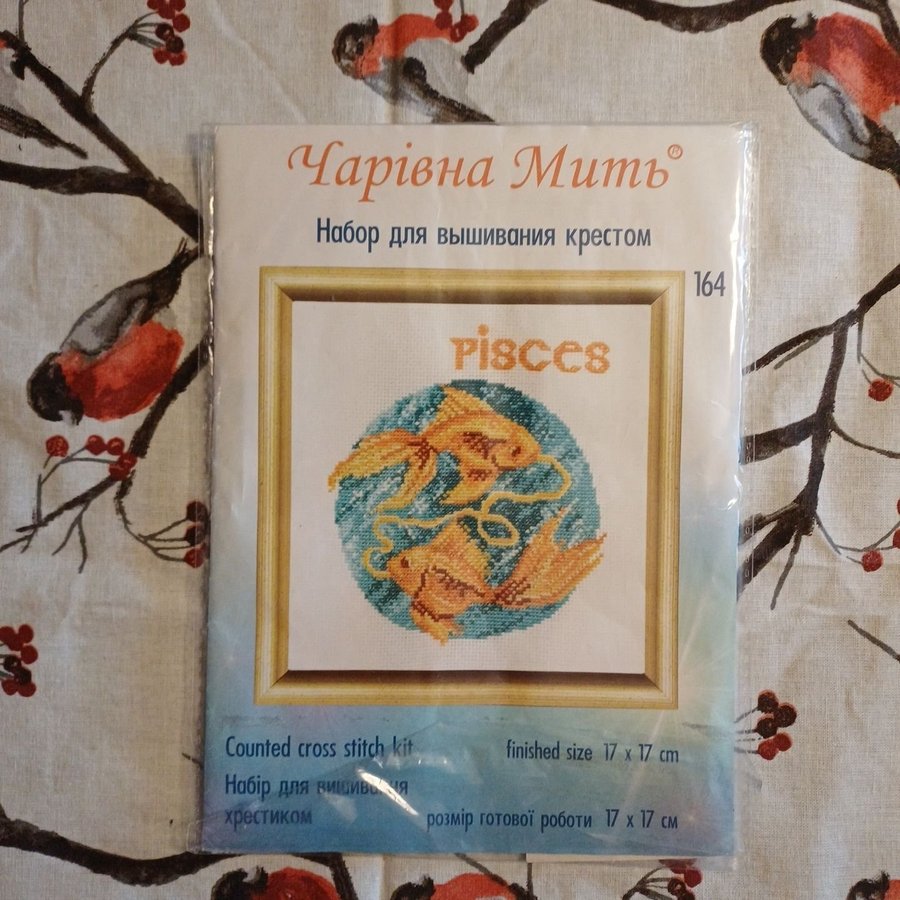 Чарівна Мить®
Набор для вышивания крестом
164
Pisces
Counted cross stitch kit
finished size 17 x 17 cm
Набір для вишивання
хрестиком
розмір готової роботи 17 x 17 см